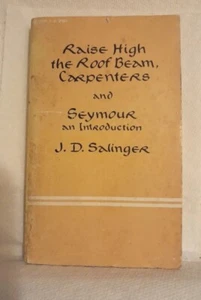 Raise High
the Roof Beam,
Carpenters
and
Seymour
an Introduction
J. D. Salinger